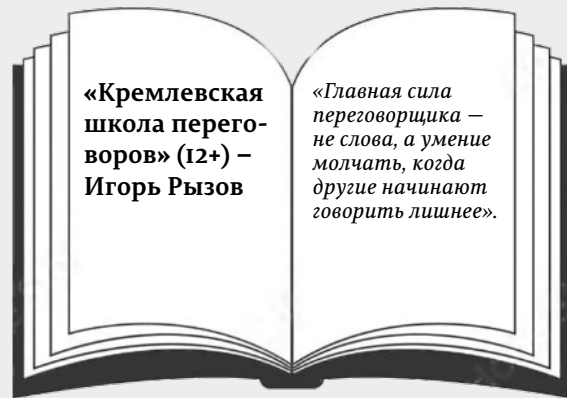 «Кремлевская
школа перего-
воров» (12+) –
Игорь Рызов
«Главная сила
переговорщика —
не слова, а умение
молчать, когда
другие начинают
говорить лишнее».